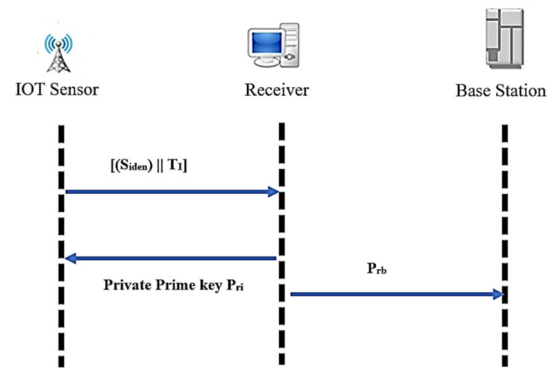 IOT Sensor
Receiver
Base Station
[(Siden) || T1]
Private Prime key Pri
Prb